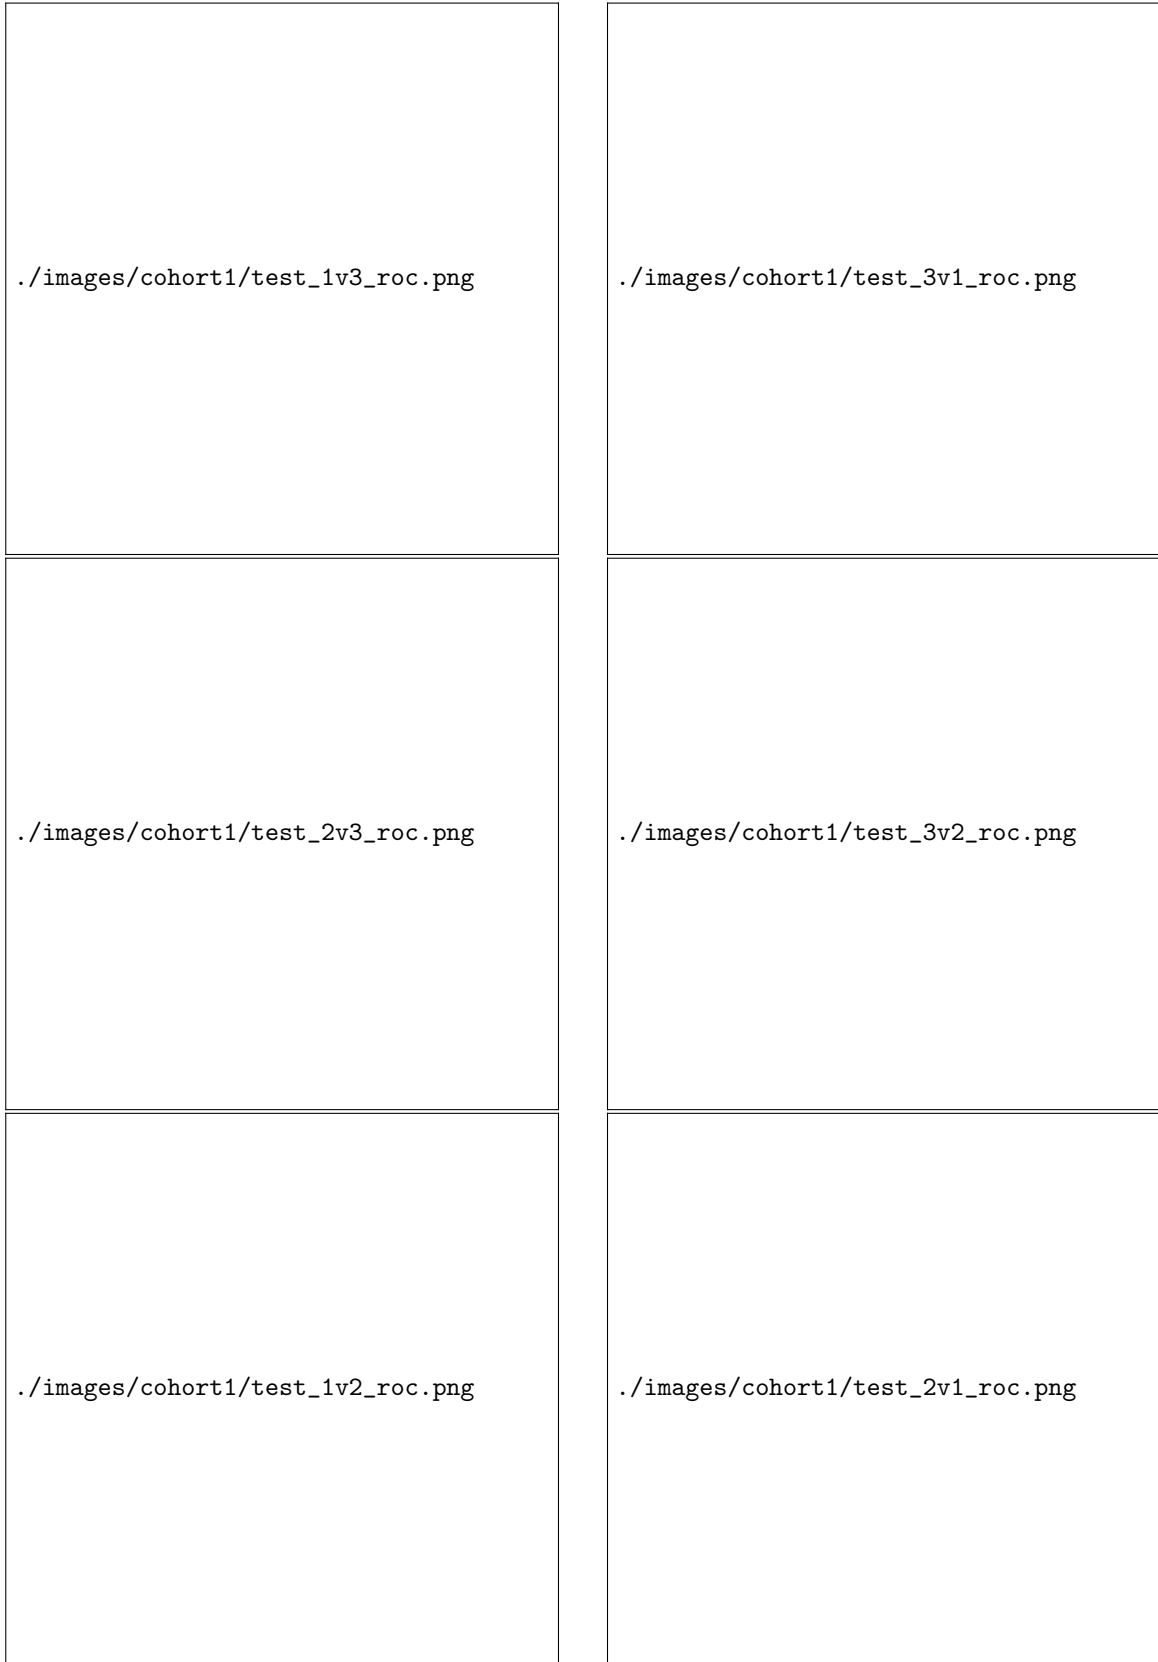 ./images/cohort1/test_1v3_roc.png
./images/cohort1/test_3v1_roc.png
./images/cohort1/test_2v3_roc.png
./images/cohort1/test_3v2_roc.png
./images/cohort1/test_1v2_roc.png
./images/cohort1/test_2v1_roc.png